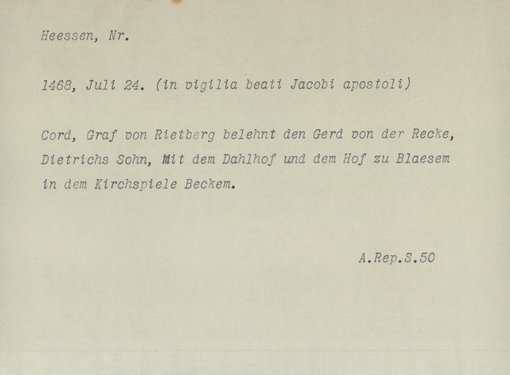 Heessen, Nr.
1468, Juli 24. (in vigilia beati Jacobi apostoli)
Cord, Graf von Rietberg belehnt den Gerd von der Recke,
Dietrichs Sohn, Mit dem Dahlhof und dem Hof zu Blaesem
in dem Kirchspiele Beckem.
A.Rep.S.50